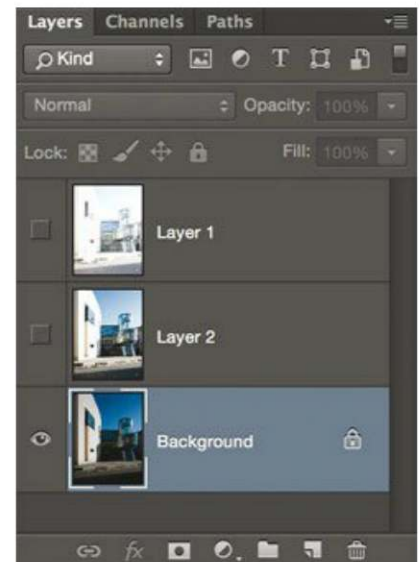 Layers Channels Paths
Kind T
Normal Opacity: 100%
Lock: Fill: 100%
Layer 1
Layer 2
Background
fx